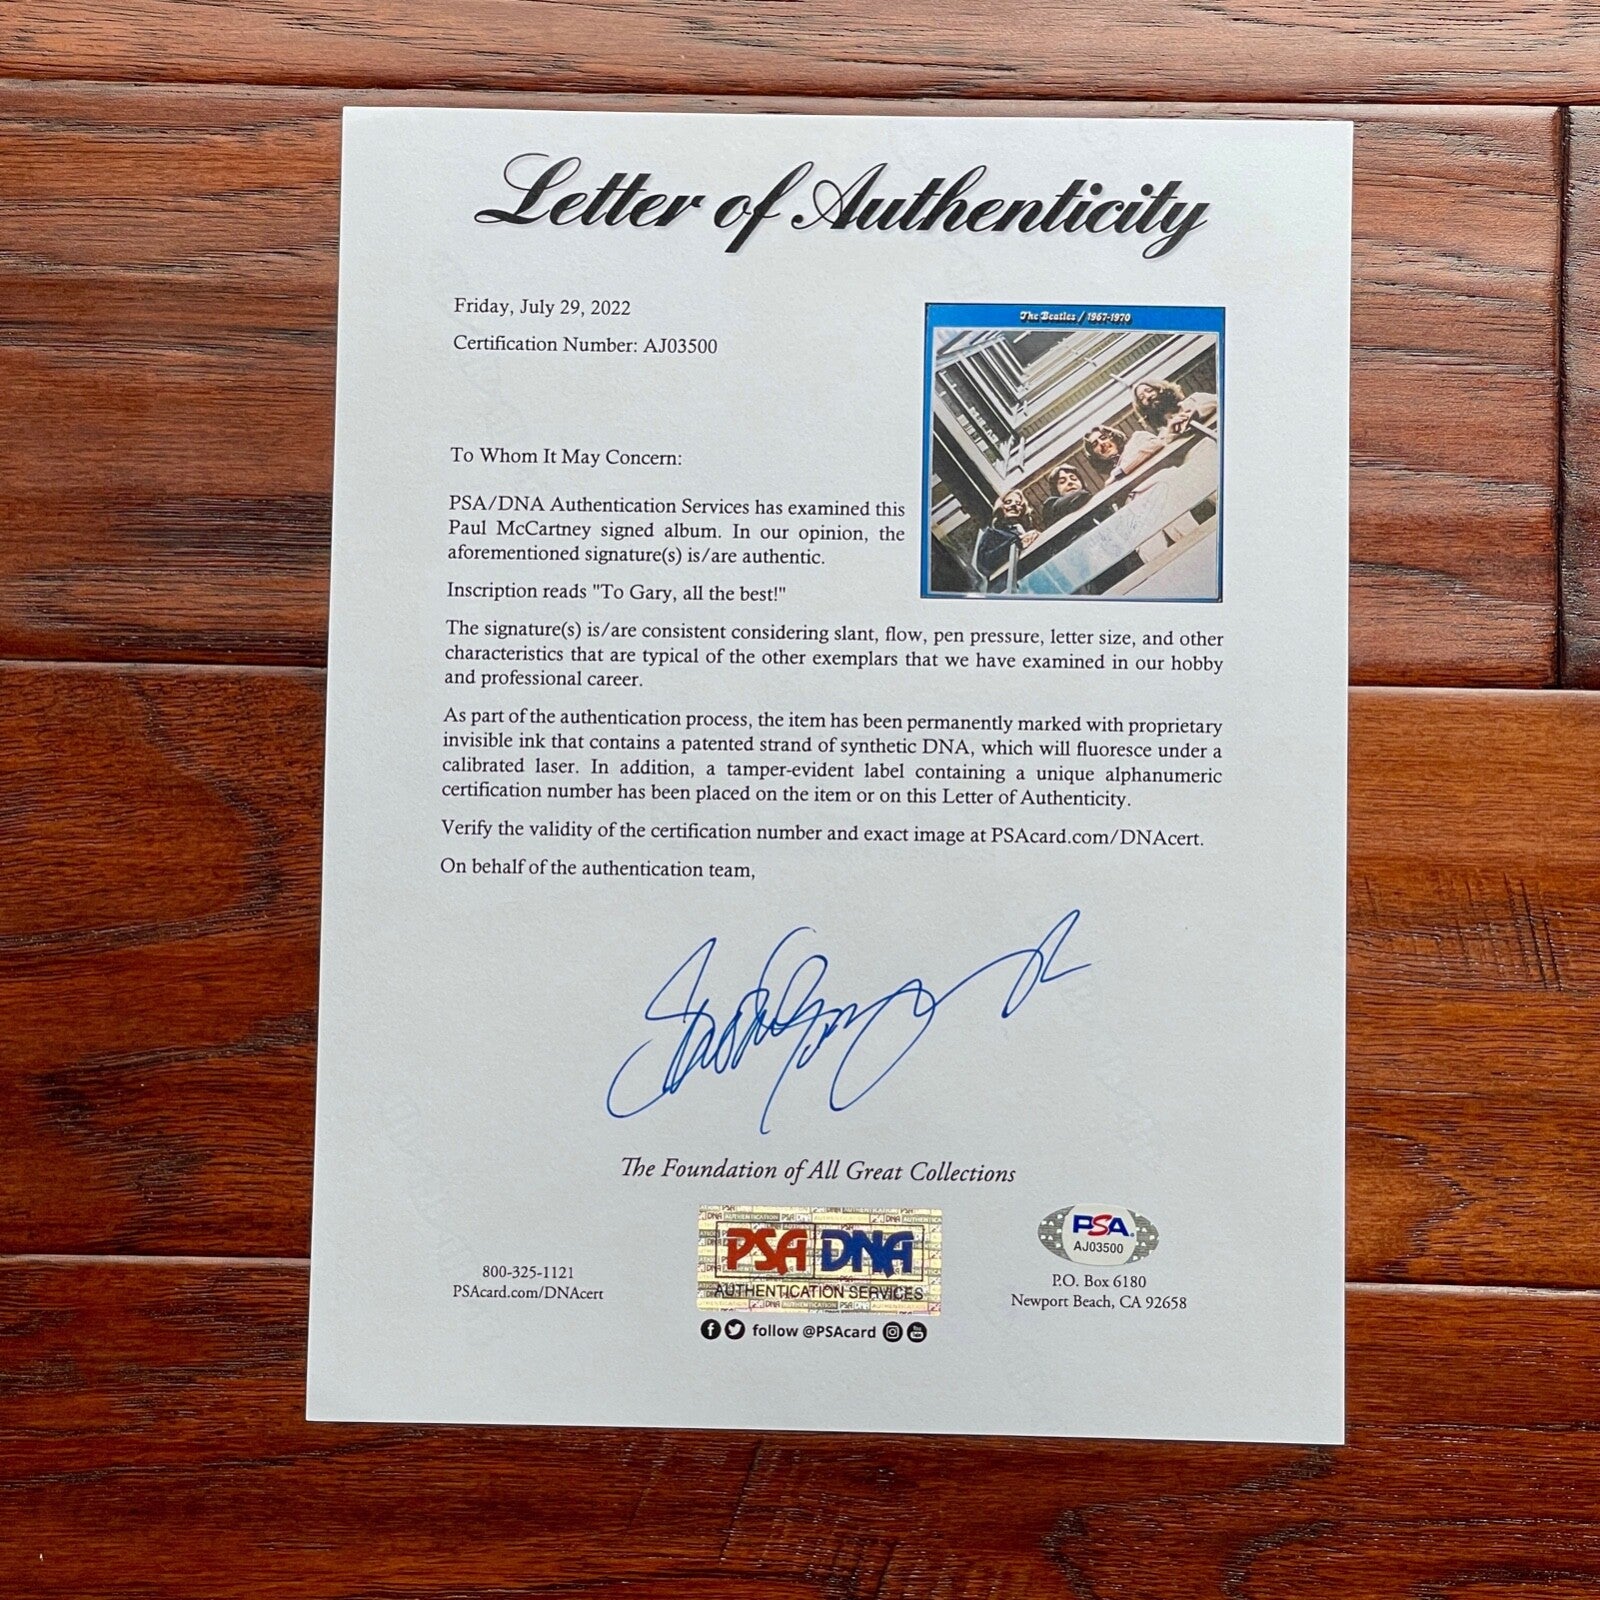 Letter of Authenticity
Friday, July 29, 2022
Certification Number: AJ03500
The Beatles / 1967-1970
To Whom It May Concern:
PSA/DNA Authentication Services has examined this
Paul McCartney signed album. In our opinion, the
aforementioned signature(s) is/are authentic.
Inscription reads "To Gary, all the best!"
The signature(s) is/are consistent considering slant, flow, pen pressure, letter size, and other
characteristics that are typical of the other exemplars that we have examined in our hobby
and professional career.
As part of the authentication process, the item has been permanently marked with proprietary
invisible ink that contains a patented strand of synthetic DNA, which will fluoresce under a
calibrated laser. In addition, a tamper-evident label containing a unique alphanumeric
certification number has been placed on the item or on this Letter of Authenticity.
Verify the validity of the certification number and exact image at PSAcard.com/DNAcert.
On behalf of the authentication team,
The Foundation of All Great Collections
800-325-1121
PSAcard.com/DNAcert
PSA DNA
AUTHENTICATION SERVICES
follow @PSAcard
PSA
AJ03500
P.O. Box 6180
Newport Beach, CA 92658